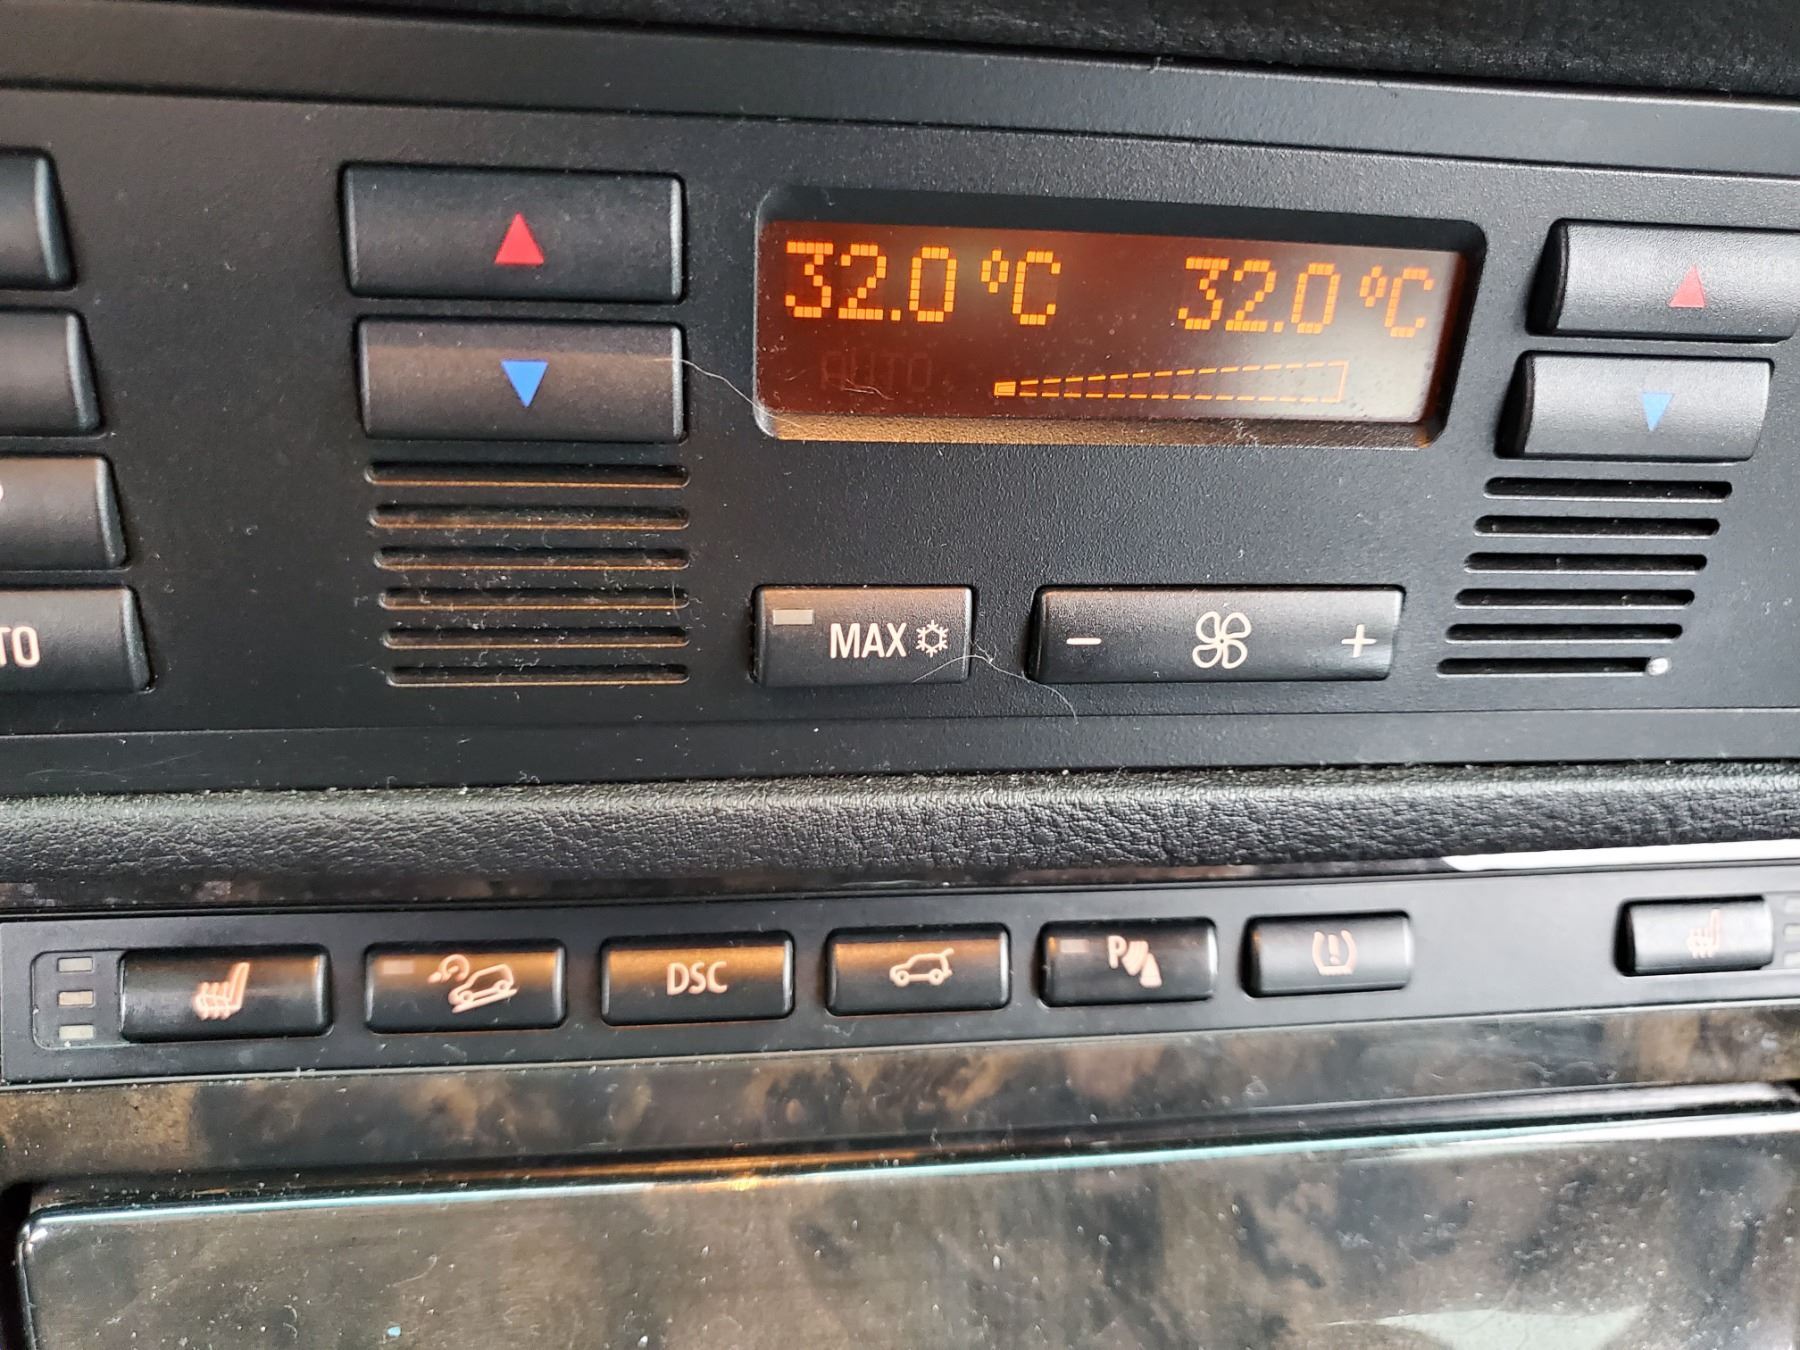 32.0 °C 32.0 °C
AUTO
MAX
- +
TO
DSC
P